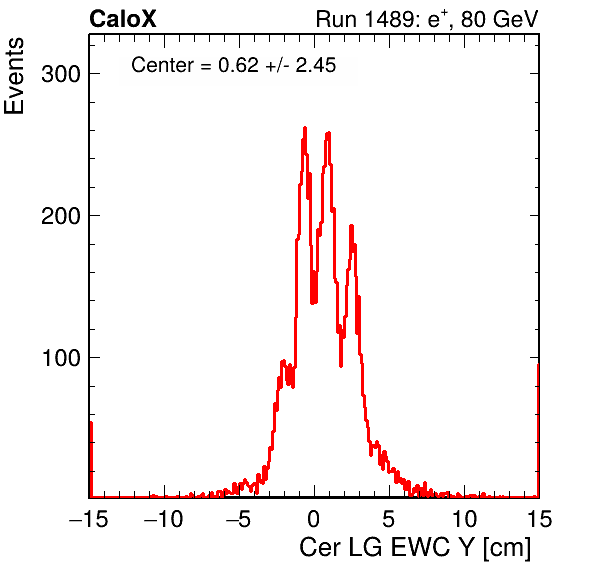 CaloX Run 1489: e+, 80 GeV
Center = 0.62 +/- 2.45
Events
300
200
100
−15 −10 −5 0 5 10 15
Cer LG EWC Y [cm]